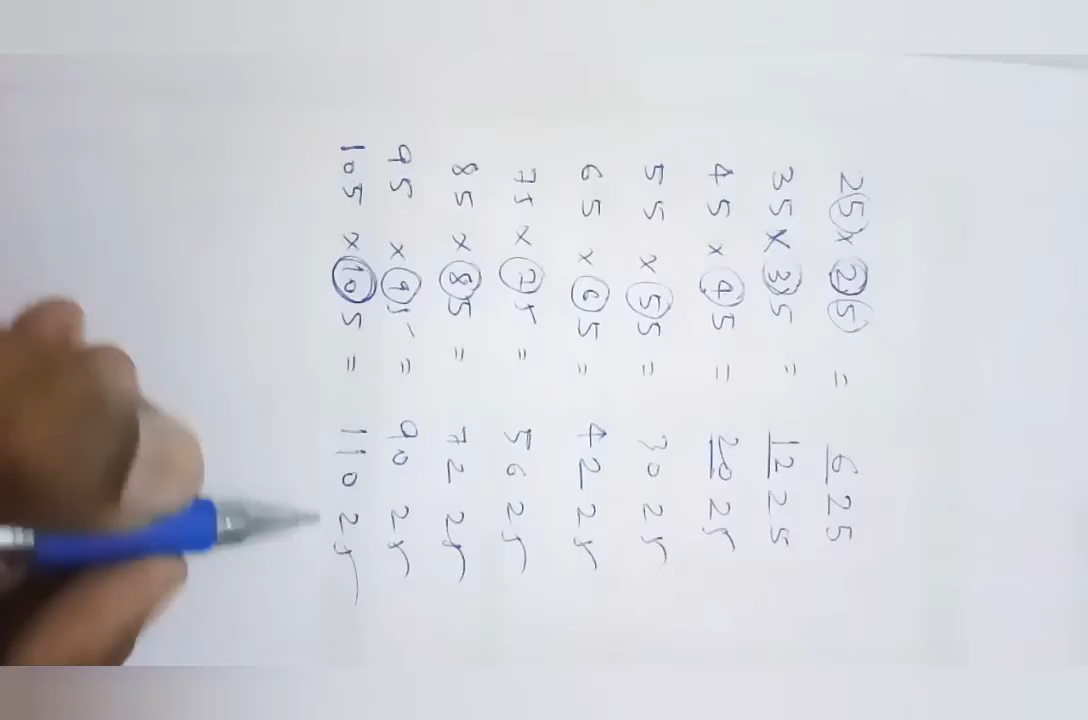 25 x 25 = 625
35 x 35 = 1225
45 x 45 = 2025
55 x 55 = 3025
65 x 65 = 4225
75 x 75 = 5625
85 x 85 = 7225
95 x 95 = 9025
105 x 105 = 11025